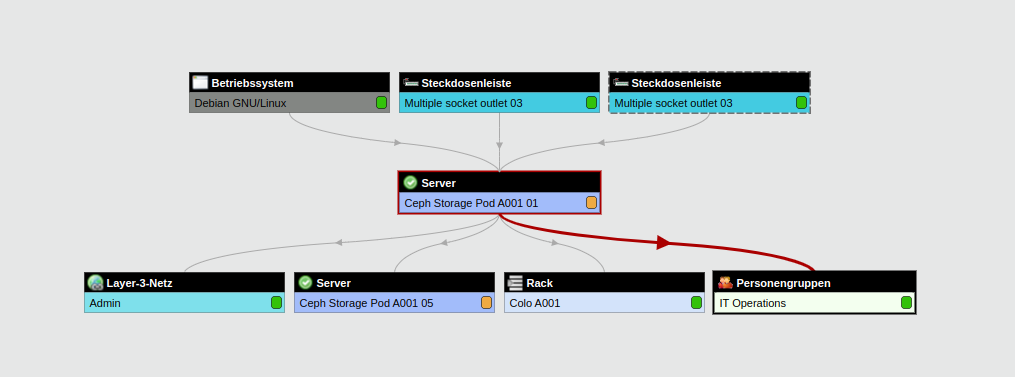 Betriebssystem
Debian GNU/Linux
Steckdosenleiste
Multiple socket outlet 03
Steckdosenleiste
Multiple socket outlet 03
Server
Ceph Storage Pod A001 01
Layer-3-Netz
Admin
Server
Ceph Storage Pod A001 05
Rack
Colo A001
Personengruppen
IT Operations